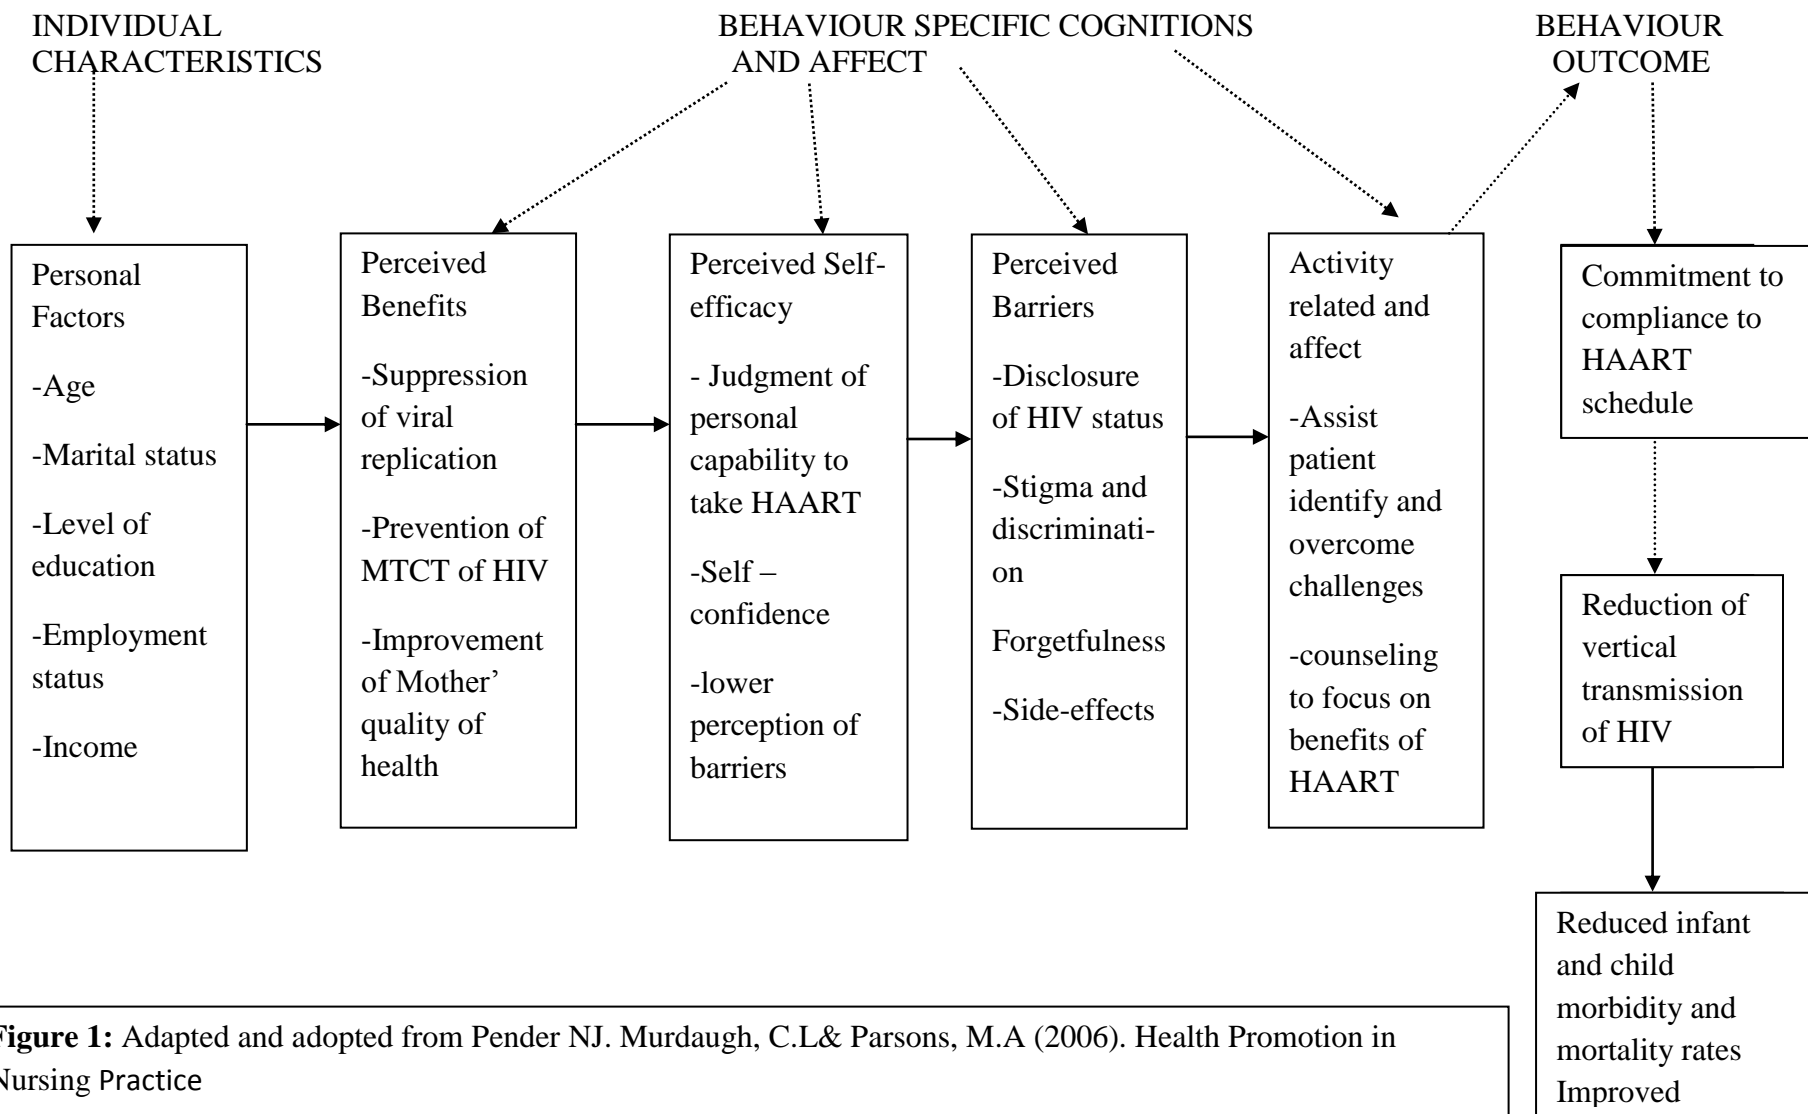 INDIVIDUAL
CHARACTERISTICS
BEHAVIOUR SPECIFIC COGNITIONS
AND AFFECT
BEHAVIOUR
OUTCOME
Personal
Factors
-Age
-Marital status
-Level of
education
-Employment
status
-Income
Perceived
Benefits
-Suppression
of viral
replication
-Prevention of
MTCT of HIV
-Improvement
of Mother’
quality of
health
Perceived Self-
efficacy
- Judgment of
personal
capability to
take HAART
-Self –
confidence
-lower
perception of
barriers
Perceived
Barriers
-Disclosure
of HIV status
-Stigma and
discriminati-
on
Forgetfulness
-Side-effects
Activity
related and
affect
-Assist
patient
identify and
overcome
challenges
-counseling
to focus on
benefits of
HAART
Commitment to
compliance to
HAART
schedule
Reduction of
vertical
transmission
of HIV
Reduced infant
and child
morbidity and
mortality rates
Improved
Figure 1: Adapted and adopted from Pender NJ. Murdaugh, C.L& Parsons, M.A (2006). Health Promotion in
Nursing Practice